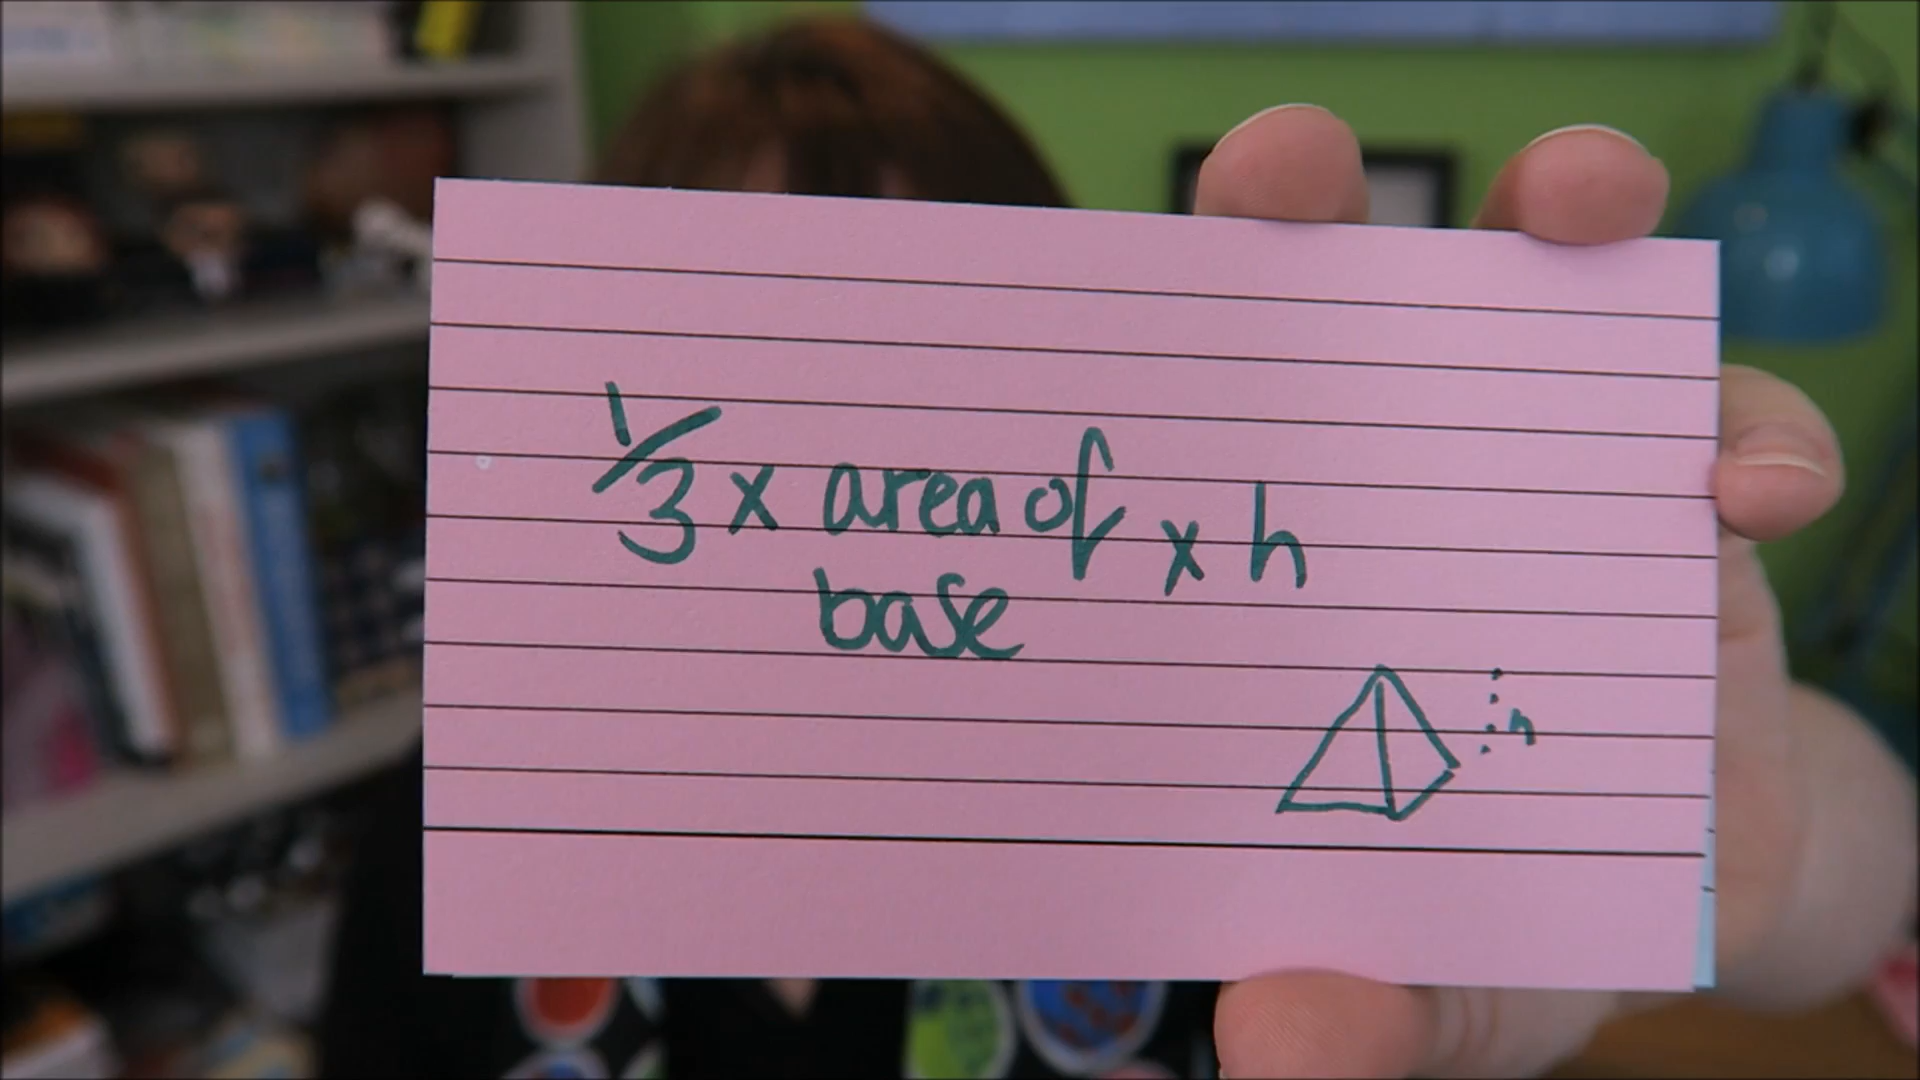 1/3 x area of x h
base
h